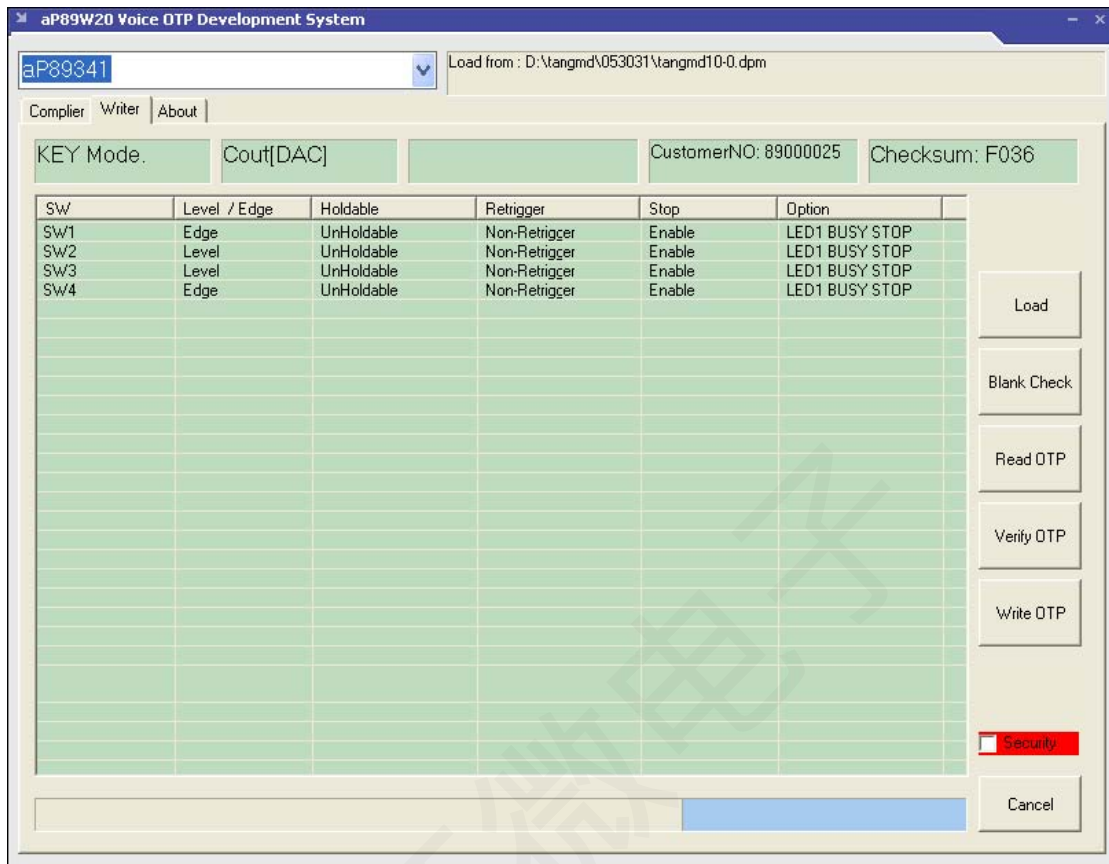 aP89W20 Voice OTP Development System
aP89341
Load from : D:\tangmd\053031\tangmd10-0.dpm
Complier Writer About
KEY Mode. Cout[DAC] CustomerNO: 89000025 Checksum: F036
SW Level / Edge Holdable Retrigger Stop Option
SW1 Edge UnHoldable Non-Retrigger Enable LED1 BUSY STOP
SW2 Level UnHoldable Non-Retrigger Enable LED1 BUSY STOP
SW3 Level UnHoldable Non-Retrigger Enable LED1 BUSY STOP
SW4 Edge UnHoldable Non-Retrigger Enable LED1 BUSY STOP
Load
Blank Check
Read OTP
Verify OTP
Write OTP
Security
Cancel
微电子